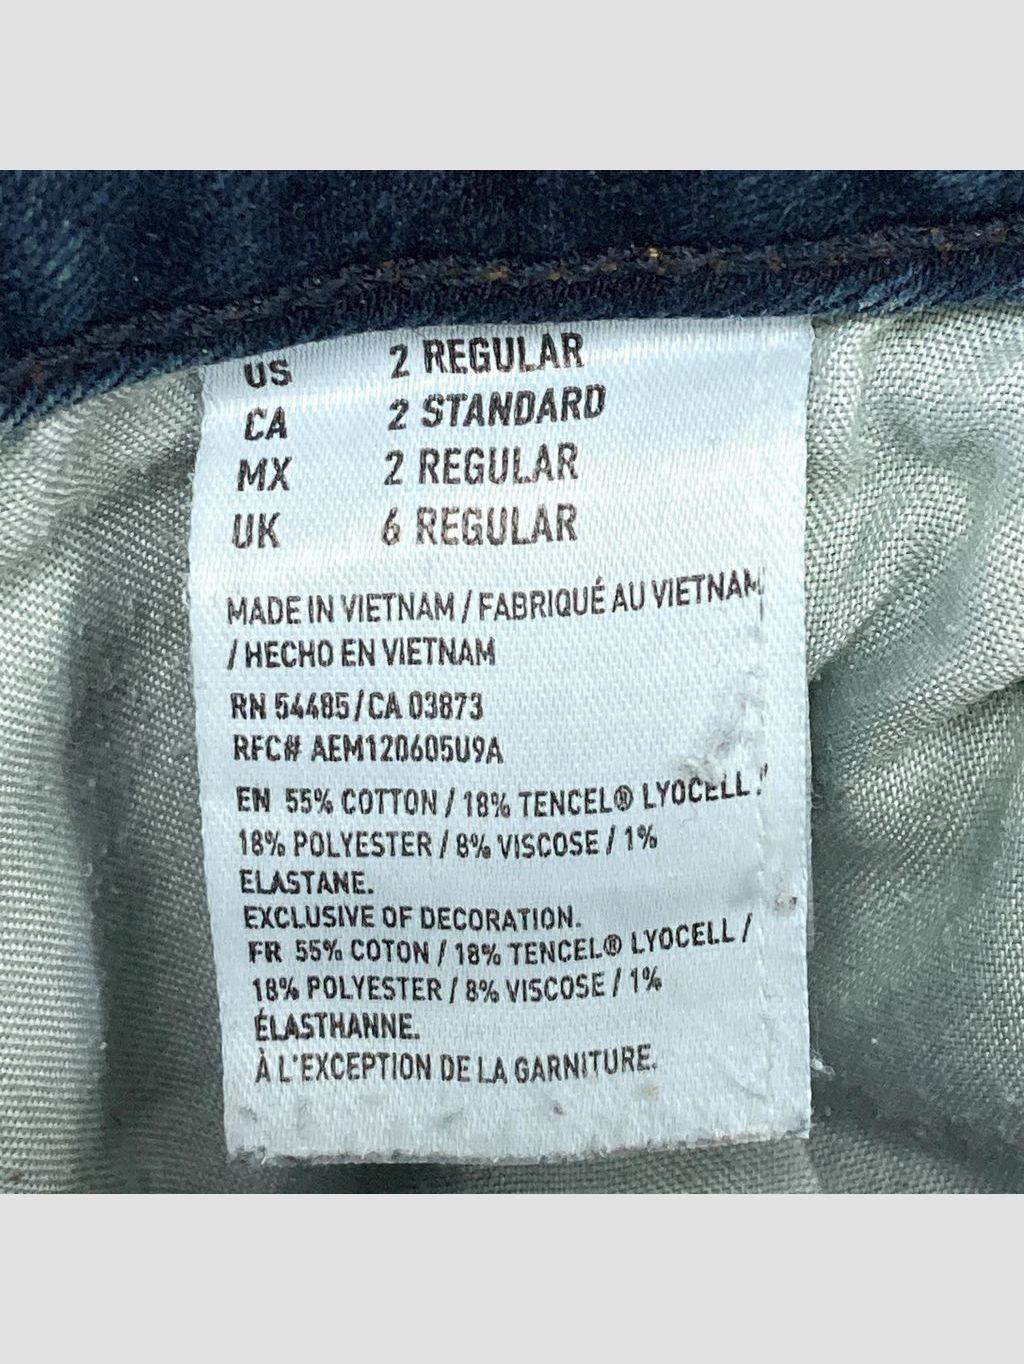 US 2 REGULAR
CA 2 STANDARD
MX 2 REGULAR
UK 6 REGULAR
MADE IN VIETNAM / FABRIQUÉ AU VIETNAM
/ HECHO EN VIETNAM
RN 54485/CA 03873
RFC# AEM120605U9A
EN 55% COTTON / 18% TENCEL® LYOCELL /
18% POLYESTER / 8% VISCOSE / 1%
ELASTANE.
EXCLUSIVE OF DECORATION.
FR 55% COTON / 18% TENCEL® LYOCELL /
18% POLYESTER / 8% VISCOSE / 1%
ÉLASTHANNE.
À L'EXCEPTION DE LA GARNITURE.